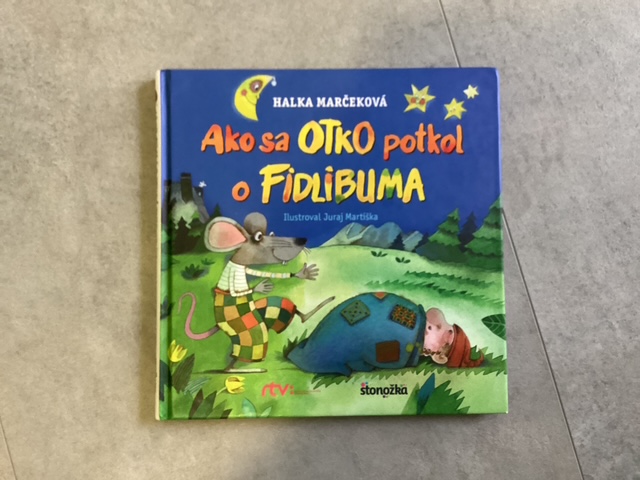 HALKA MARČEKOVÁ
Ako sa OTKO potkol
o FIDLIBUMA
Ilustroval Juraj Martiška
rtv:
stonožka